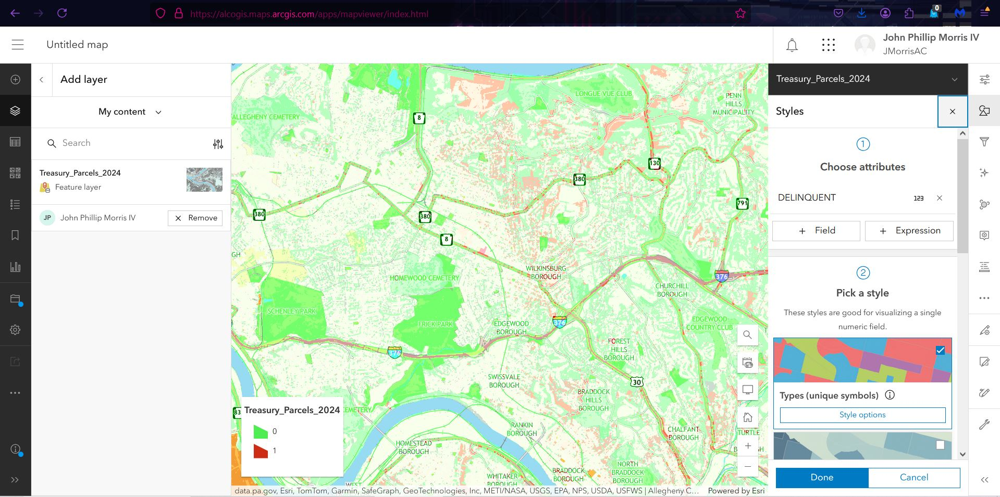 https://alcogis.maps.arcgis.com/apps/mapviewer/index.html
0
Untitled map
John Phillip Morris IV
JMorrisAC
Add layer
My content
Search
Treasury_Parcels_2024
Feature layer
JP
John Phillip Morris IV
Remove
LONGUE VUE CLUB
PENN
HILLS
MUNICIPALITY
ALLEGHENY CEMETERY
8
130
380
791
380
380
8
GH
WILKINSBURG
BOROUGH
376
HOMEWOOD CEMETERY
CHURCHILL
BOROUGH
SCHENLEY PARK
FRICK PARK
EDGEWOOD
BOROUGH
376
EDGEWOOD
COUNTRY CLUB
FOREST
HILLS
BOROUGH
376
SWISSVALE
BOROUGH
30
BRADDOCK
HILLS
BOROUGH
83
EMETERY
Treasury_Parcels_2024
0
1
RANKIN
BOROUGH
CHALFANT
BOROUGH
TURTLE
HOMESTEAD
BOROUGH
NORTH
BRADDOCK
BOROUGH
BRADDOCK
BOROUGH
WHITAKER
BOROUGH
WEST
data.pa.gov, Esri, TomTom, Garmin, SafeGraph, GeoTechnologies, Inc, METI/NASA, USGS, EPA, NPS, USDA, USFWS | Allegheny C...
Powered by Esri
Treasury_Parcels_2024
Styles
1
Choose attributes
DELINQUENT
123
Field
Expression
2
Pick a style
These styles are good for visualizing a single
numeric field.
Types (unique symbols)
Style options
Done
Cancel